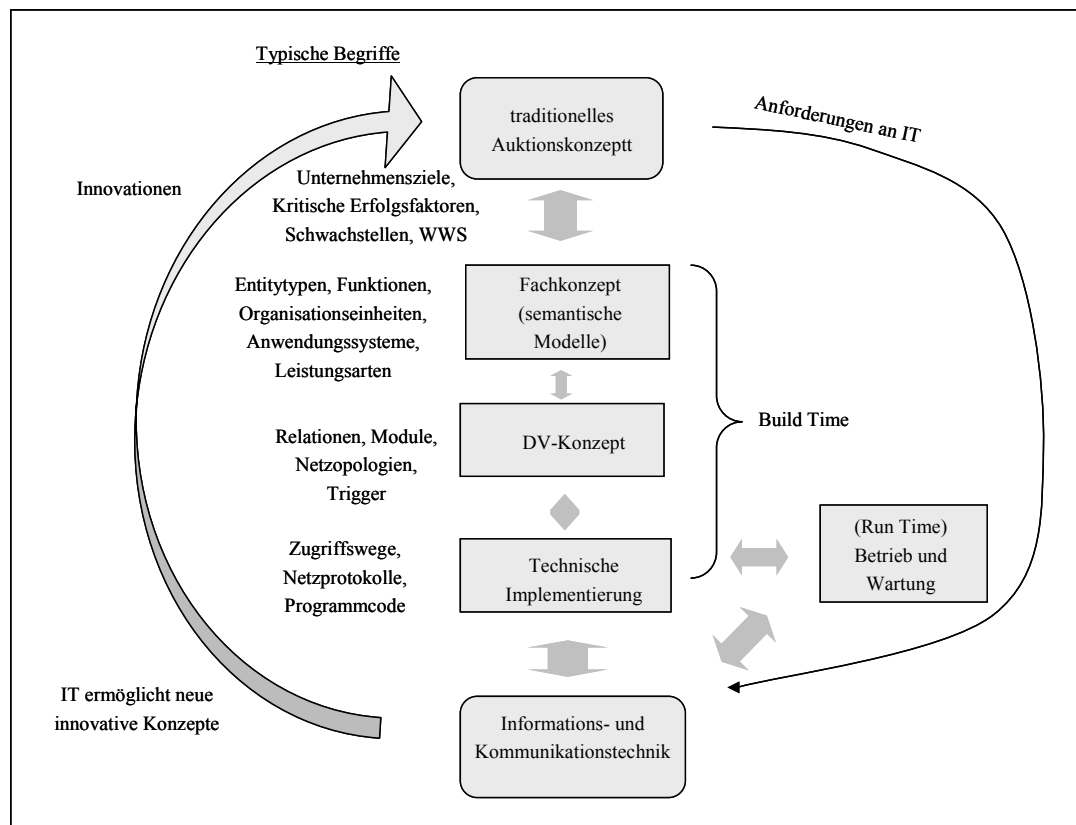 Typische Begriffe
traditionelles
Auktionskonzeptt
Anforderungen an IT
Innovationen
Unternehmensziele,
Kritische Erfolgsfaktoren,
Schwachstellen, WWS
Entitytypen, Funktionen,
Organisationseinheiten,
Anwendungssysteme,
Leistungsarten
Fachkonzept
(semantische
Modelle)
Build Time
Relationen, Module,
Netzopologien,
Trigger
DV-Konzept
Zugriffswege,
Netzprotokolle,
Programmcode
Technische
Implementierung
(Run Time)
Betrieb und
Wartung
IT ermöglicht neue
innovative Konzepte
Informations- und
Kommunikationstechnik